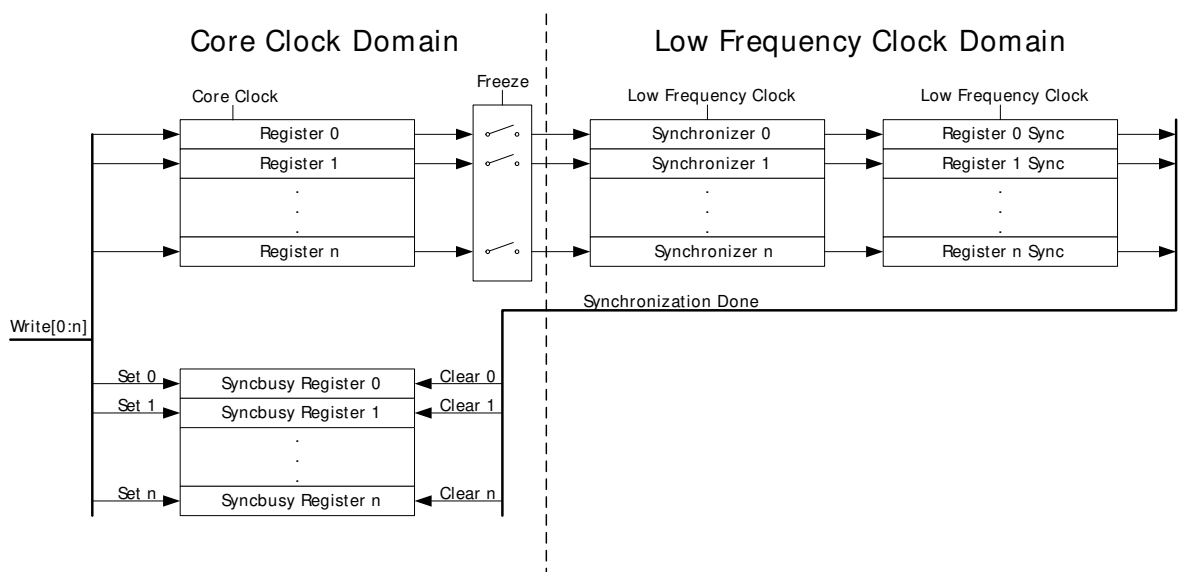 Core Clock Domain
Low Frequency Clock Domain
Freeze
Core Clock
Low Frequency Clock
Low Frequency Clock
Register 0
Synchronizer 0
Register 0 Sync
Register 1
Synchronizer 1
Register 1 Sync
.
.
.
.
.
.
.
.
.
Register n
Synchronizer n
Register n Sync
Synchronization Done
Write[0:n]
Set 0
Syncbusy Register 0
Clear 0
Set 1
Syncbusy Register 1
Clear 1
.
.
.
Set n
Syncbusy Register n
Clear n